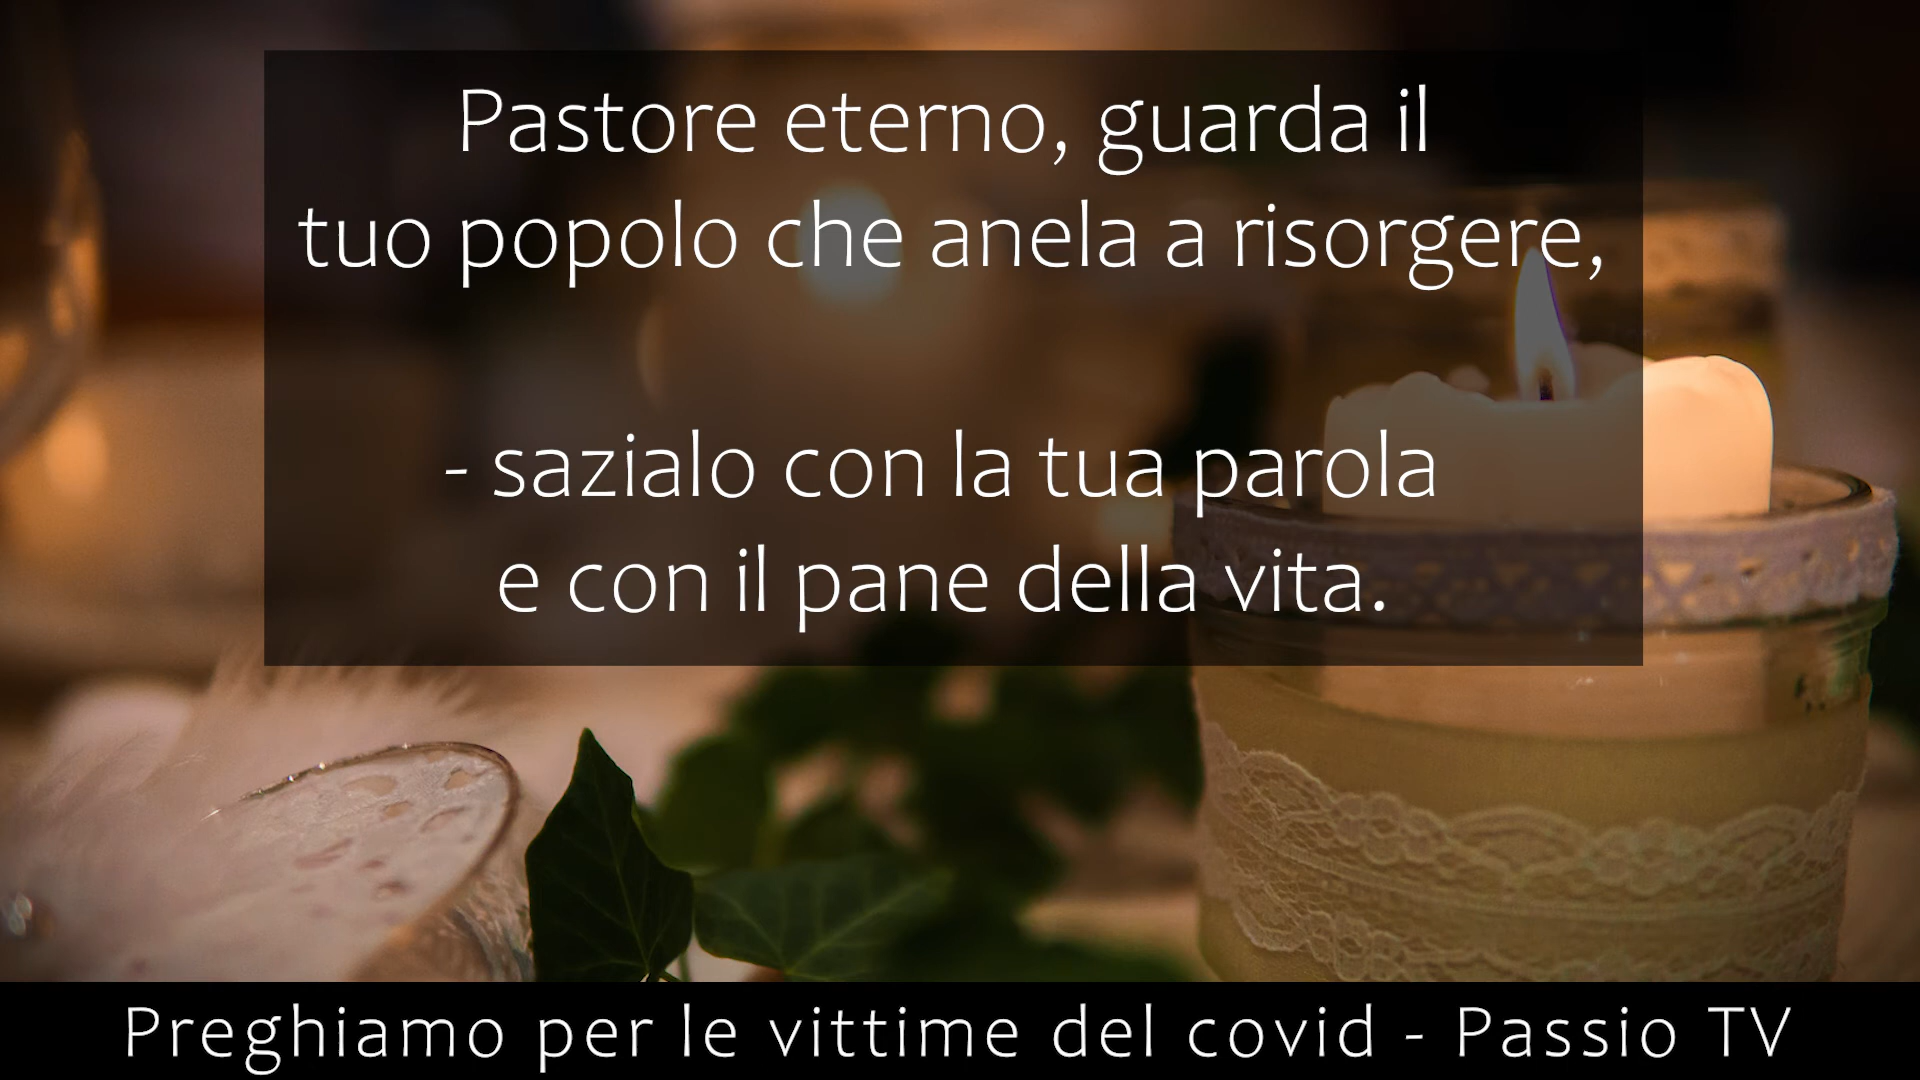 Pastore eterno, guarda il
tuo popolo che anela a risorgere,
- sazialo con la tua parola
e con il pane della vita.
Preghiamo per le vittime del covid - Passio TV